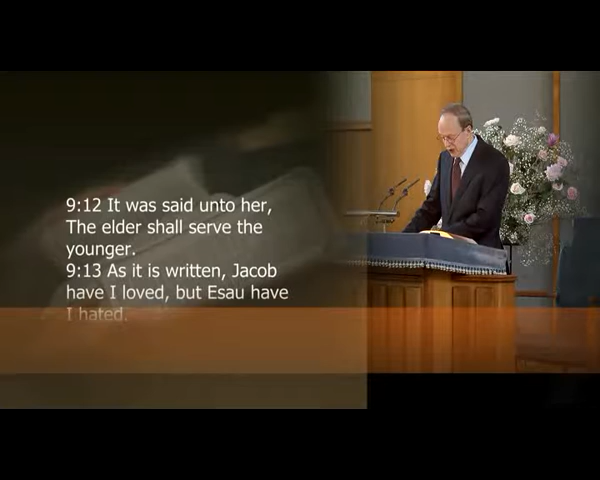 9:12 It was said unto her,
The elder shall serve the
younger.
9:13 As it is written, Jacob
have I loved, but Esau have
I hated.